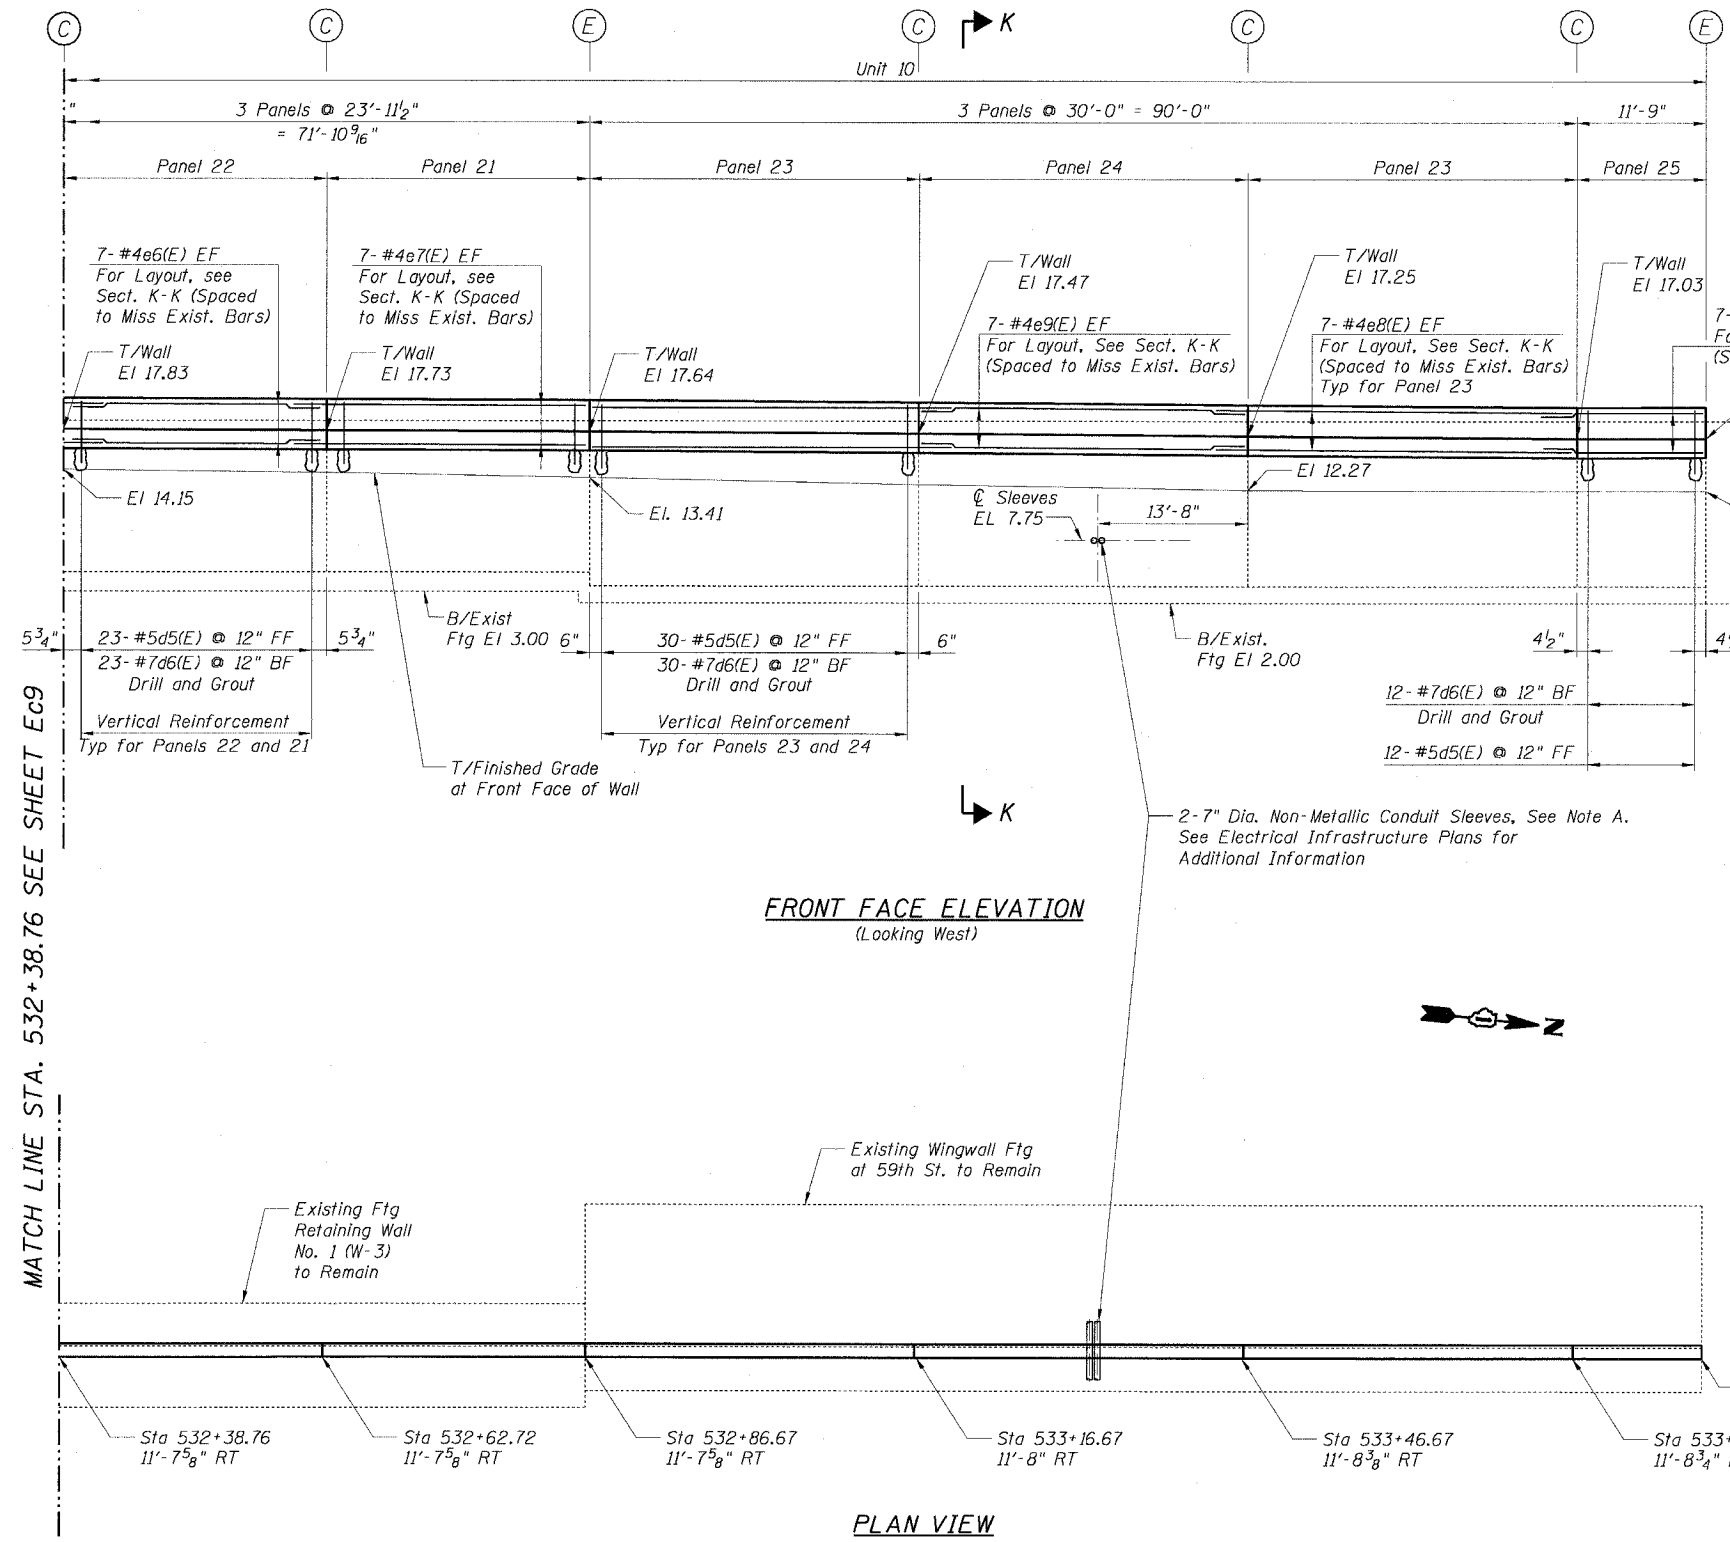 C
C
E
C
C
C
E
K
Unit 10
"
3 Panels @ 23'-11½"
= 71'-10 9/16"
3 Panels @ 30'-0" = 90'-0"
11'-9"
Panel 22
Panel 21
Panel 23
Panel 24
Panel 23
Panel 25
7- #4e6(E) EF
For Layout, see
Sect. K-K (Spaced
to Miss Exist. Bars)
7- #4e7(E) EF
For Layout, see
Sect. K-K (Spaced
to Miss Exist. Bars)
T/Wall
El 17.83
T/Wall
El 17.73
T/Wall
El 17.64
T/Wall
El 17.47
7- #4e9(E) EF
For Layout, See Sect. K-K
(Spaced to Miss Exist. Bars)
T/Wall
El 17.25
7- #4e8(E) EF
For Layout, See Sect. K-K
(Spaced to Miss Exist. Bars)
Typ for Panel 23
T/Wall
El 17.03
7-
Fo
(S
El 14.15
El. 13.41
℄ Sleeves
EL 7.75
13'-8"
El 12.27
B/Exist
Ftg El 3.00
B/Exist.
Ftg El 2.00
5¾"
23- #5d5(E) @ 12" FF
23- #7d6(E) @ 12" BF
Drill and Grout
5¾"
Vertical Reinforcement
Typ for Panels 22 and 21
6"
30- #5d5(E) @ 12" FF
30- #7d6(E) @ 12" BF
Drill and Grout
6"
Vertical Reinforcement
Typ for Panels 23 and 24
4½"
4
12- #7d6(E) @ 12" BF
Drill and Grout
12- #5d5(E) @ 12" FF
T/Finished Grade
at Front Face of Wall
K
2-7" Dia. Non-Metallic Conduit Sleeves, See Note A.
See Electrical Infrastructure Plans for
Additional Information
FRONT FACE ELEVATION
(Looking West)
MATCH LINE STA. 532+38.76 SEE SHEET Ec9
N
Existing Wingwall Ftg
at 59th St. to Remain
Existing Ftg
Retaining Wall
No. 1 (W-3)
to Remain
Sta 532+38.76
11'-7⅝" RT
Sta 532+62.72
11'-7⅝" RT
Sta 532+86.67
11'-7⅝" RT
Sta 533+16.67
11'-8" RT
Sta 533+46.67
11'-8⅜" RT
Sta 533+
11'-8¾"
PLAN VIEW